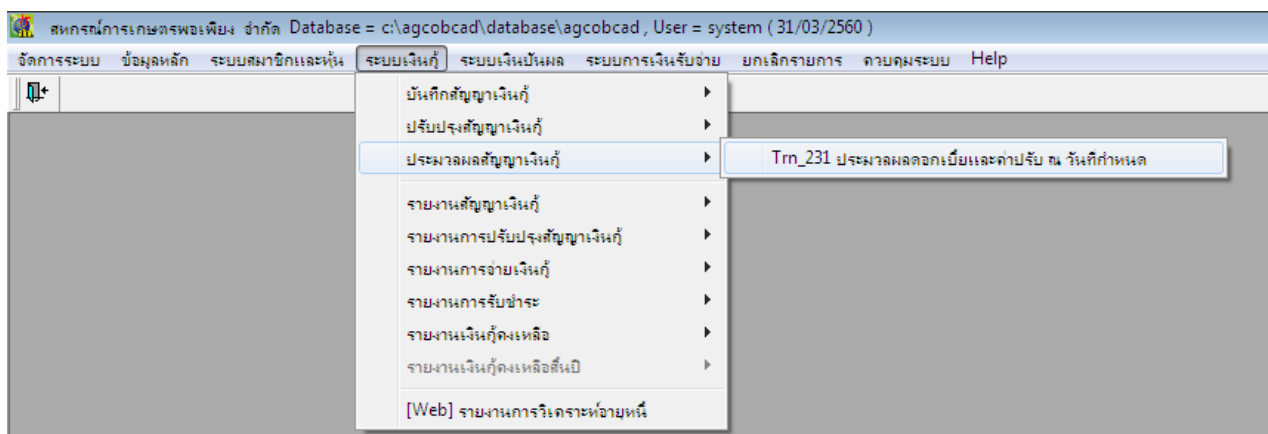 สหกรณ์การเกษตรพอเพียง จำกัด Database = c:\agcobcad\database\agcobcad , User = system ( 31/03/2560 )
จัดการระบบ ข้อมูลหลัก ระบบสมาชิกและหุ้น ระบบเงินกู้ ระบบเงินปันผล ระบบการเงินรับจ่าย ยกเลิกรายการ ควบคุมระบบ Help
บันทึกสัญญาเงินกู้
ปรับปรุงสัญญาเงินกู้
ประมวลผลสัญญาเงินกู้
Trn_231 ประมวลผลดอกเบี้ยและค่าปรับ ณ วันที่กำหนด
รายงานสัญญาเงินกู้
รายงานการปรับปรุงสัญญาเงินกู้
รายงานการจ่ายเงินกู้
รายงานการรับชำระ
รายงานเงินกู้คงเหลือ
รายงานเงินกู้คงเหลือสิ้นปี
[Web] รายงานการวิเคราะห์อายุหนี้